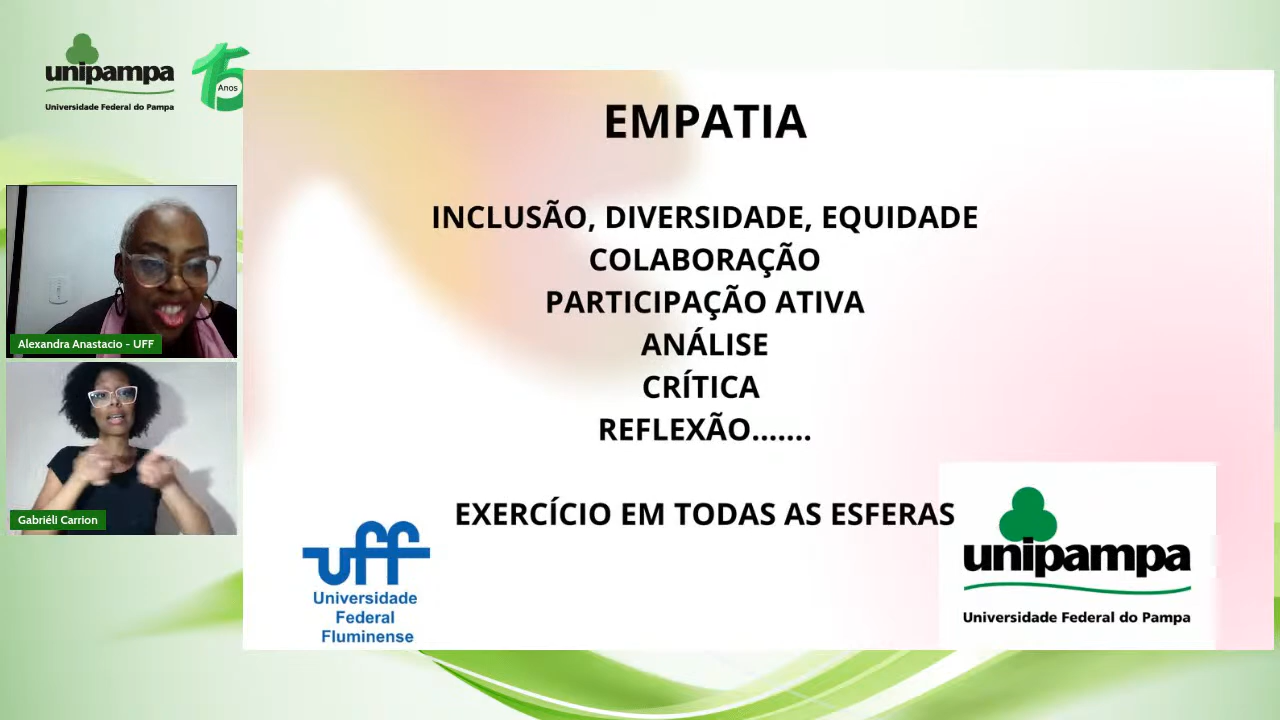 unipampa
Universidade Federal do Pampa
15
Anos
EMPATIA
INCLUSÃO, DIVERSIDADE, EQUIDADE
COLABORAÇÃO
PARTICIPAÇÃO ATIVA
ANÁLISE
CRÍTICA
REFLEXÃO.......
EXERCÍCIO EM TODAS AS ESFERAS
Alexandra Anastacio - UFF
Gabriéli Carrion
uff
Universidade
Federal
Fluminense
unipampa
Universidade Federal do Pampa